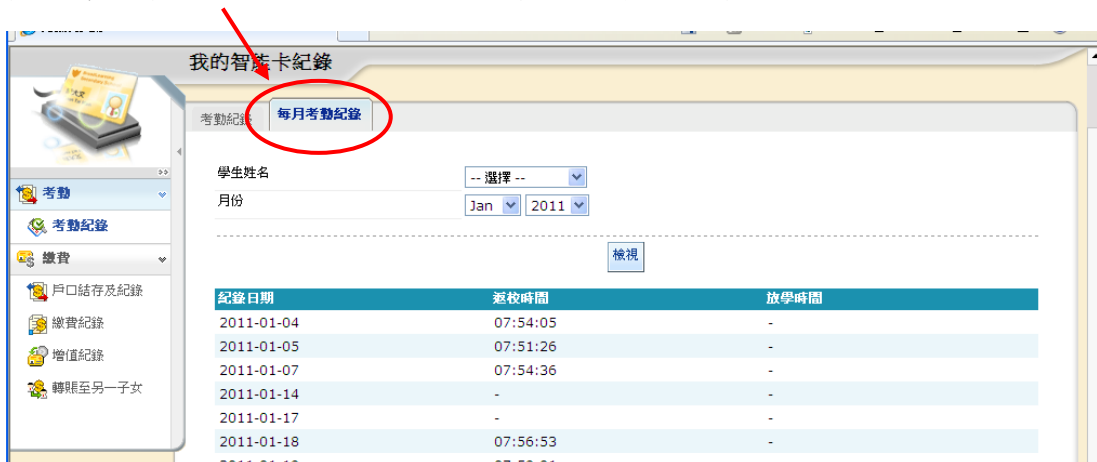 我的智能卡紀錄
考勤紀錄
每月考勤紀錄
考勤
考勤紀錄
繳費
戶口結存及紀錄
繳費紀錄
增值紀錄
轉賬至另一子女
學生姓名 -- 選擇 --
月份 Jan 2011
檢視
紀錄日期 返校時間 放學時間
2011-01-04 07:54:05 -
2011-01-05 07:51:26 -
2011-01-07 07:54:36 -
2011-01-14 - -
2011-01-17 - -
2011-01-18 07:56:53 -